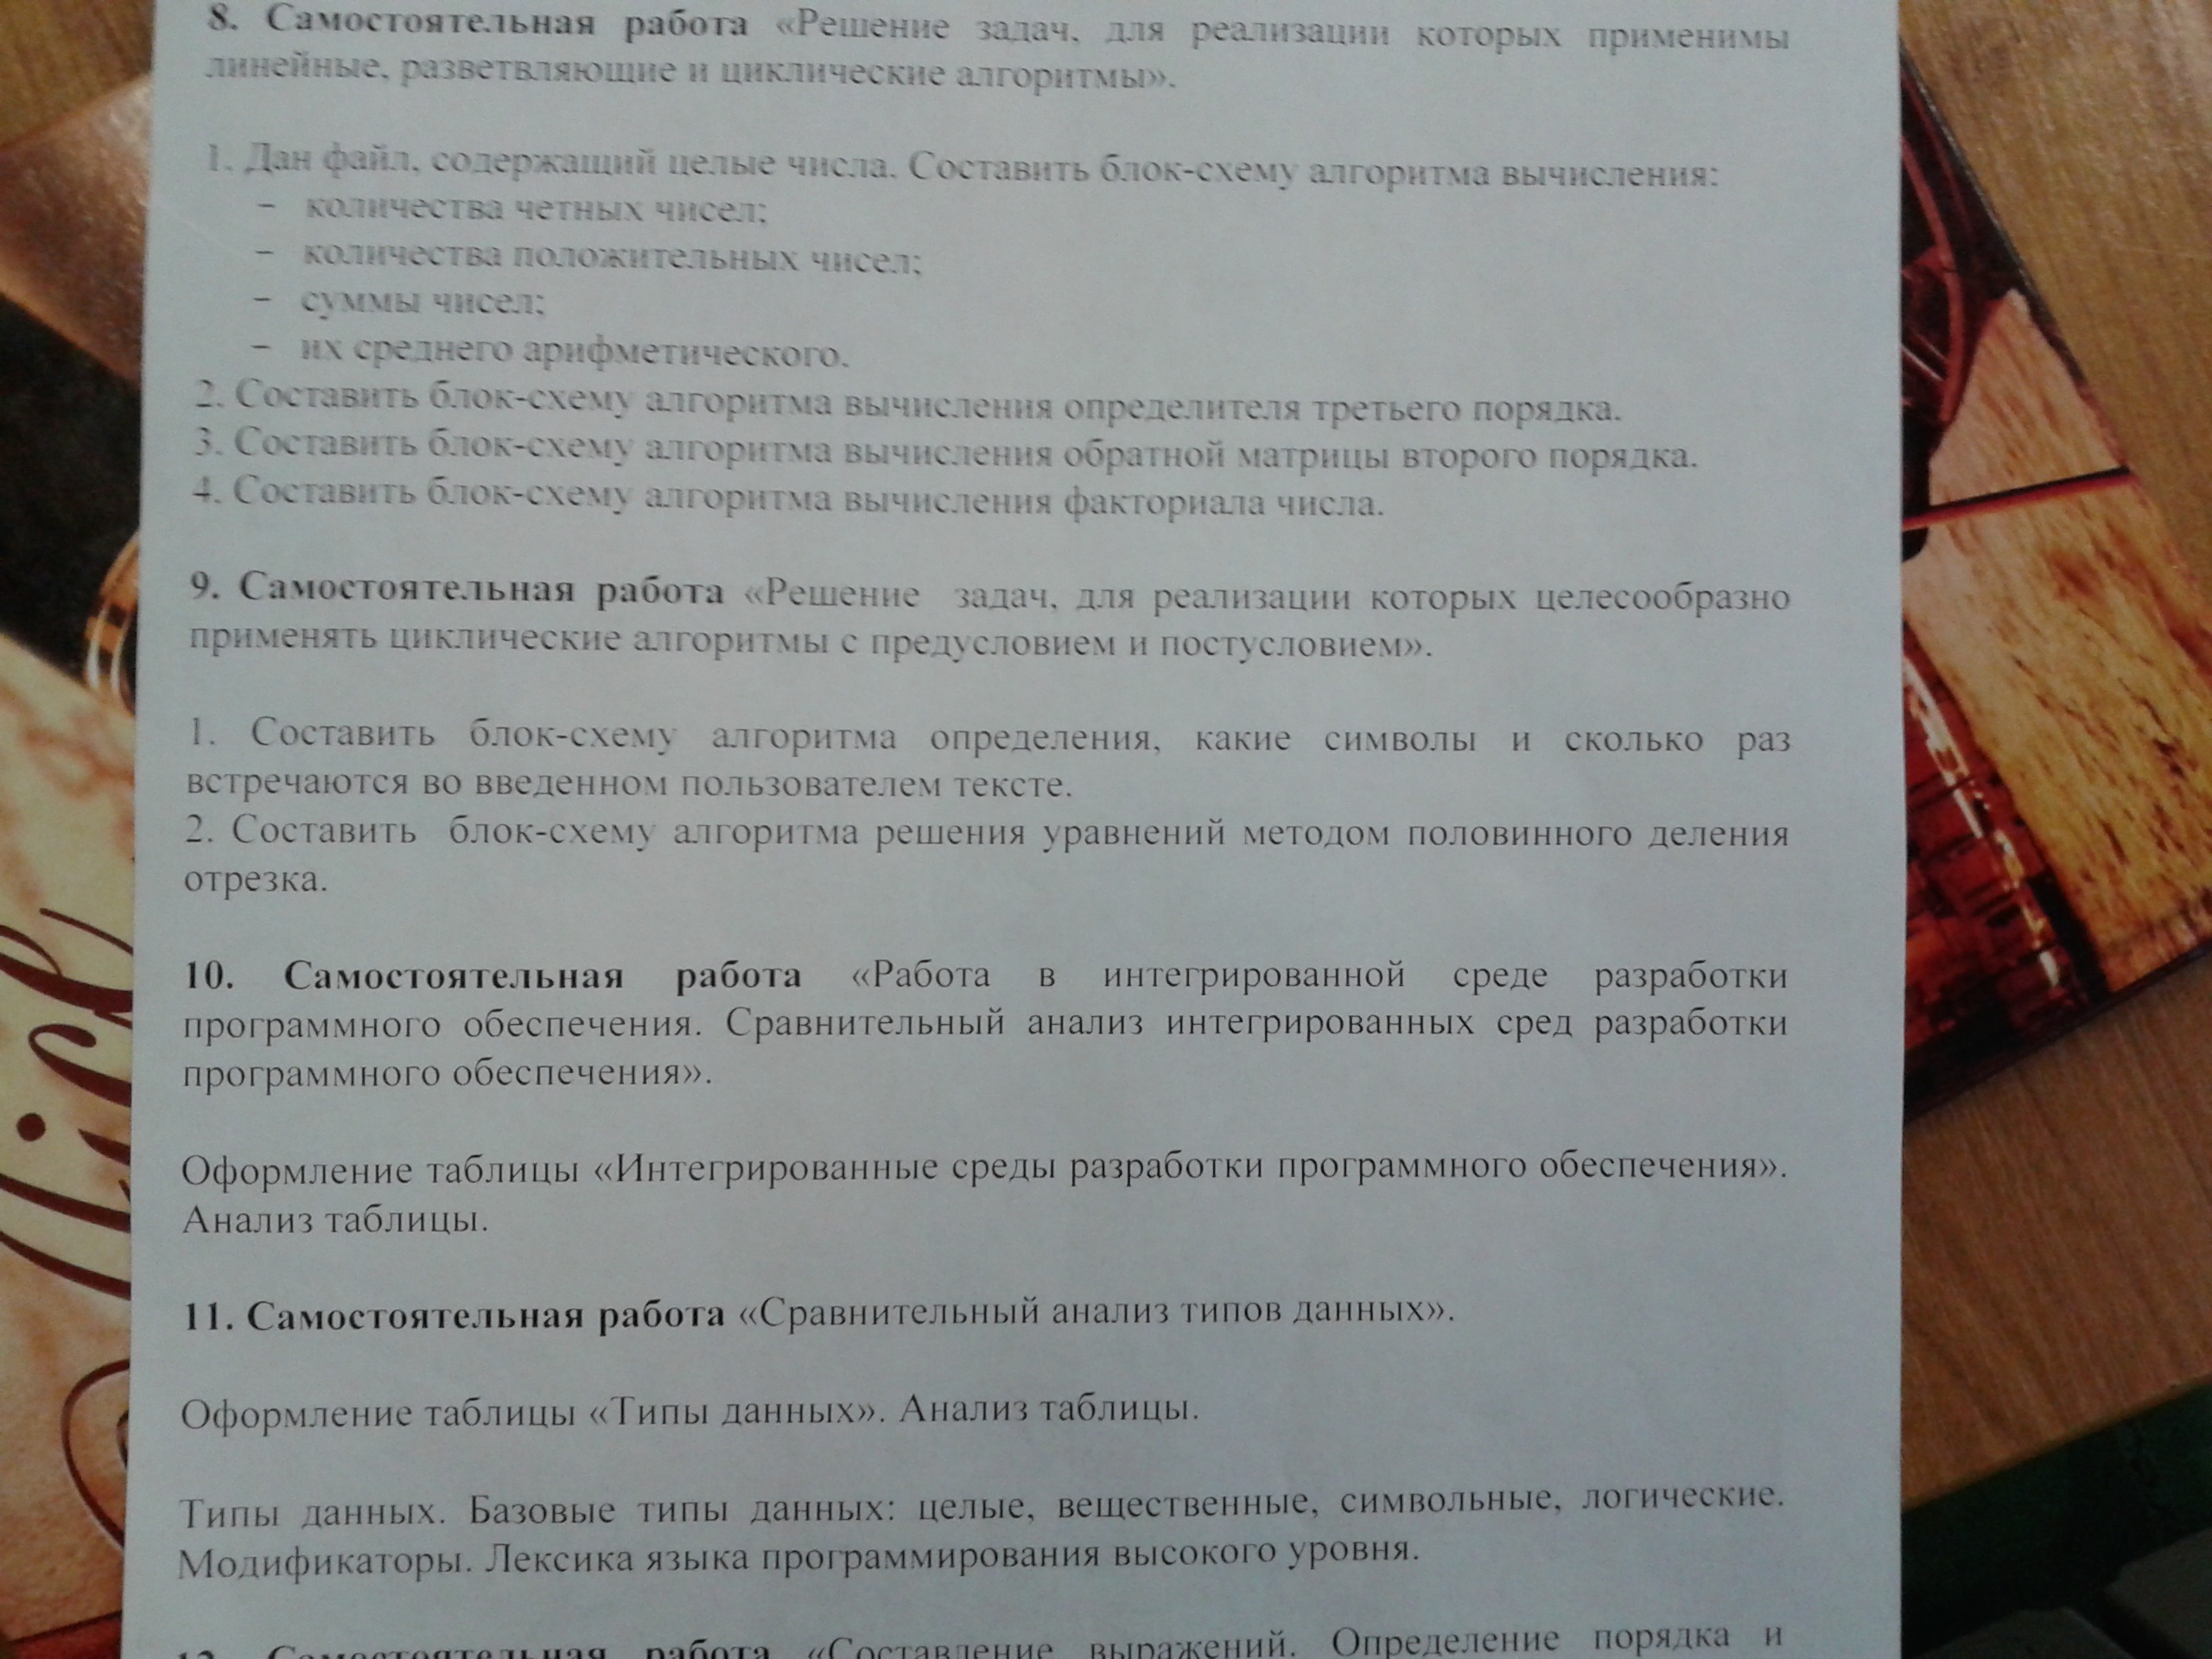 8. Самостоятельная работа «Решение задач, для реализации которых применимы
линейные, разветвляющие и циклические алгоритмы».
1. Дан файл, содержащий целые числа. Составить блок-схему алгоритма вычисления:
– количества четных чисел;
– количества положительных чисел;
– суммы чисел;
– их среднего арифметического.
2. Составить блок-схему алгоритма вычисления определителя третьего порядка.
3. Составить блок-схему алгоритма вычисления обратной матрицы второго порядка.
4. Составить блок-схему алгоритма вычисления факториала числа.
9. Самостоятельная работа «Решение задач, для реализации которых целесообразно
применять циклические алгоритмы с предусловием и постусловием».
1. Составить блок-схему алгоритма определения, какие символы и сколько раз
встречаются во введенном пользователем тексте.
2. Составить блок-схему алгоритма решения уравнений методом половинного деления
отрезка.
10. Самостоятельная работа «Работа в интегрированной среде разработки
программного обеспечения. Сравнительный анализ интегрированных сред разработки
программного обеспечения».
Оформление таблицы «Интегрированные среды разработки программного обеспечения».
Анализ таблицы.
11. Самостоятельная работа «Сравнительный анализ типов данных».
Оформление таблицы «Типы данных». Анализ таблицы.
Типы данных. Базовые типы данных: целые, вещественные, символьные, логические.
Модификаторы. Лексика языка программирования высокого уровня.
12. Самостоятельная работа «Составление выражений. Определение порядка и